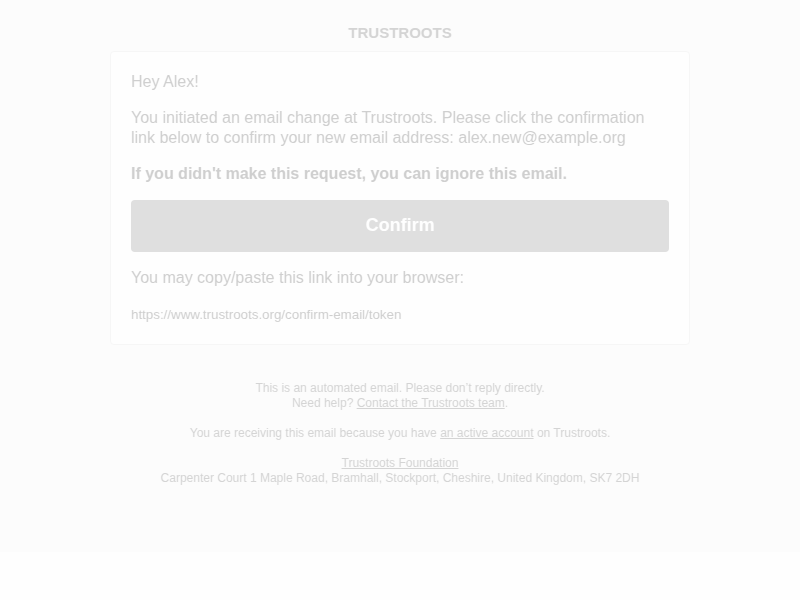 TRUSTROOTS
Hey Alex!
You initiated an email change at Trustroots. Please click the confirmation
link below to confirm your new email address: alex.new@example.org
If you didn't make this request, you can ignore this email.
Confirm
You may copy/paste this link into your browser:
https://www.trustroots.org/confirm-email/token
This is an automated email. Please don’t reply directly.
Need help? Contact the Trustroots team.
You are receiving this email because you have an active account on Trustroots.
Trustroots Foundation
Carpenter Court 1 Maple Road, Bramhall, Stockport, Cheshire, United Kingdom, SK7 2DH